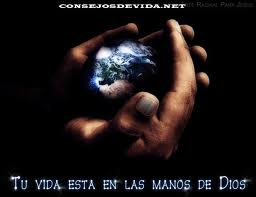 CONSEJOSDEVIDA.NET
TU VIDA ESTA EN LAS MANOS DE DIOS